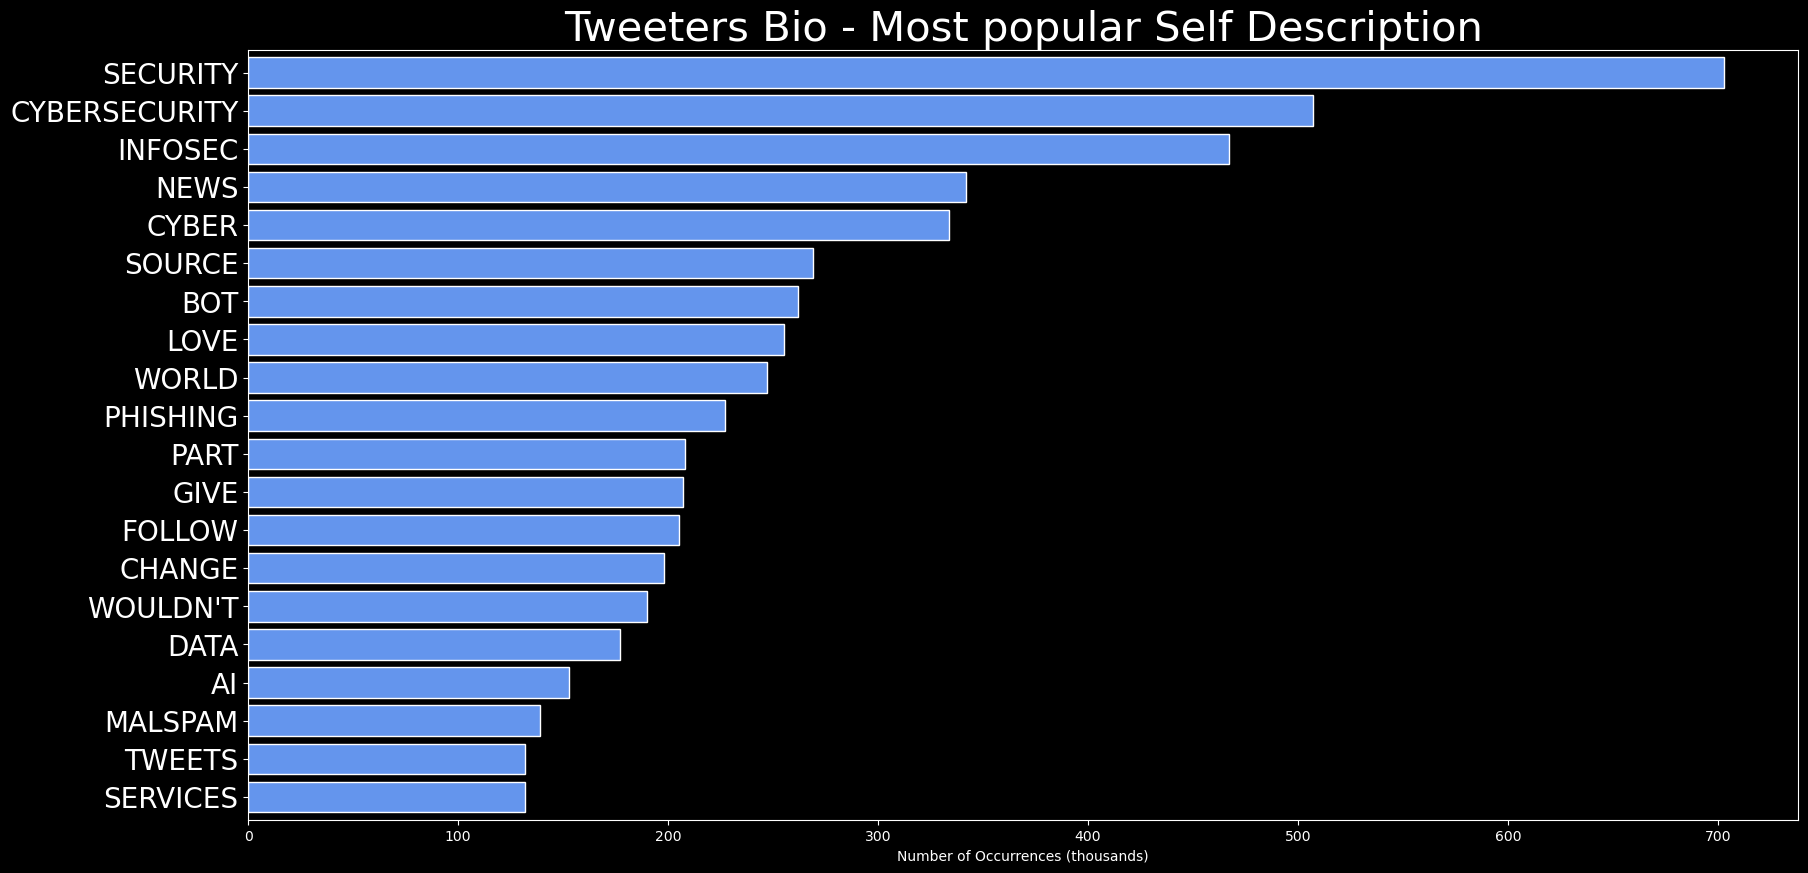 Tweeters Bio - Most popular Self Description
SECURITY
CYBERSECURITY
INFOSEC
NEWS
CYBER
SOURCE
BOT
LOVE
WORLD
PHISHING
PART
GIVE
FOLLOW
CHANGE
WOULDN'T
DATA
AI
MALSPAM
TWEETS
SERVICES
0 100 200 300 400 500 600 700
Number of Occurrences (thousands)